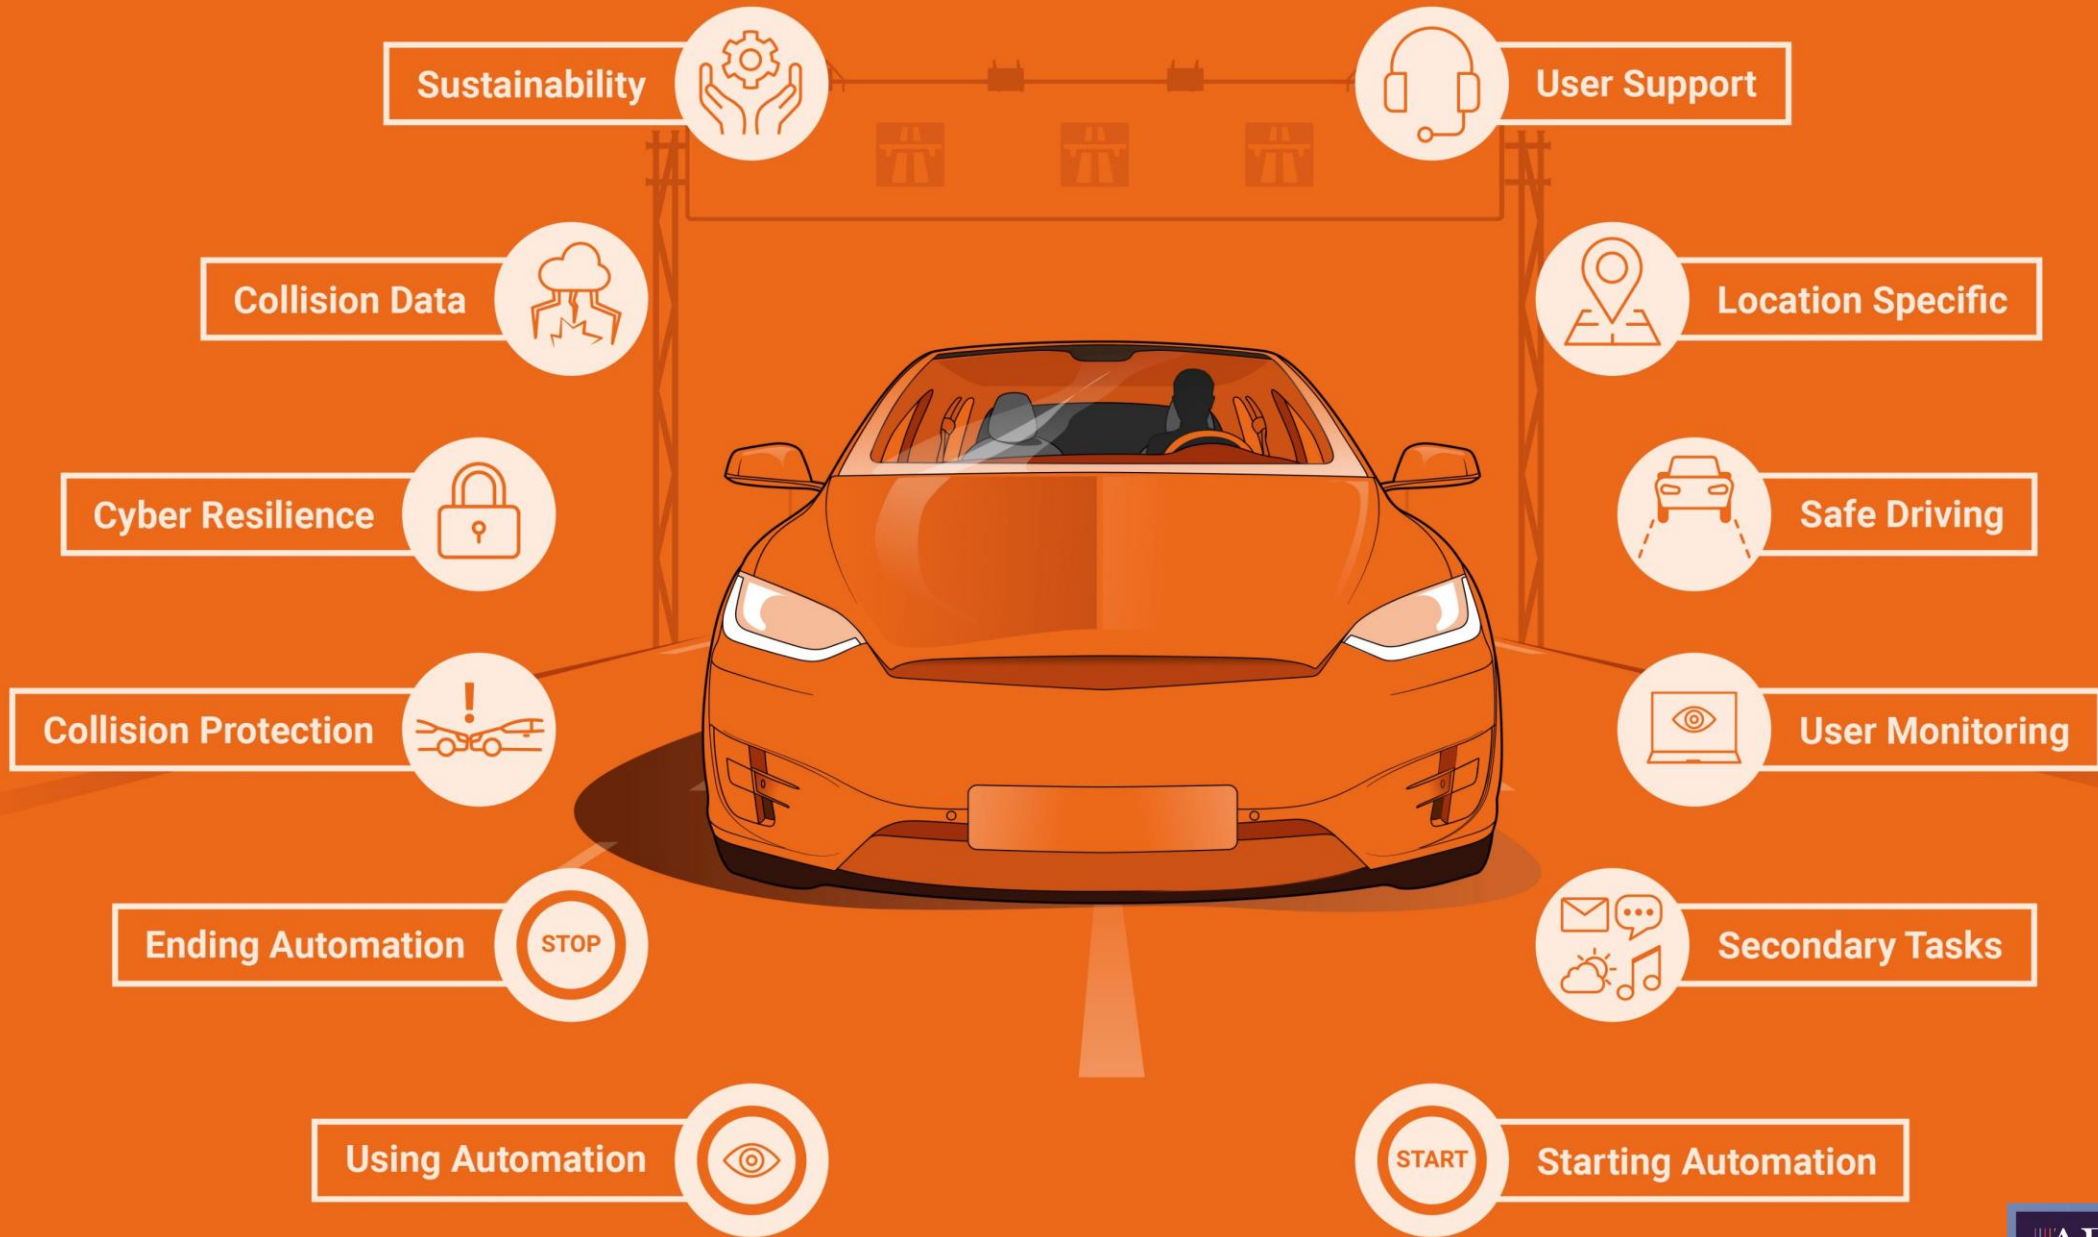 Sustainability
User Support
Collision Data
Location Specific
Cyber Resilience
Safe Driving
Collision Protection
User Monitoring
Ending Automation
STOP
Secondary Tasks
Using Automation
START
Starting Automation